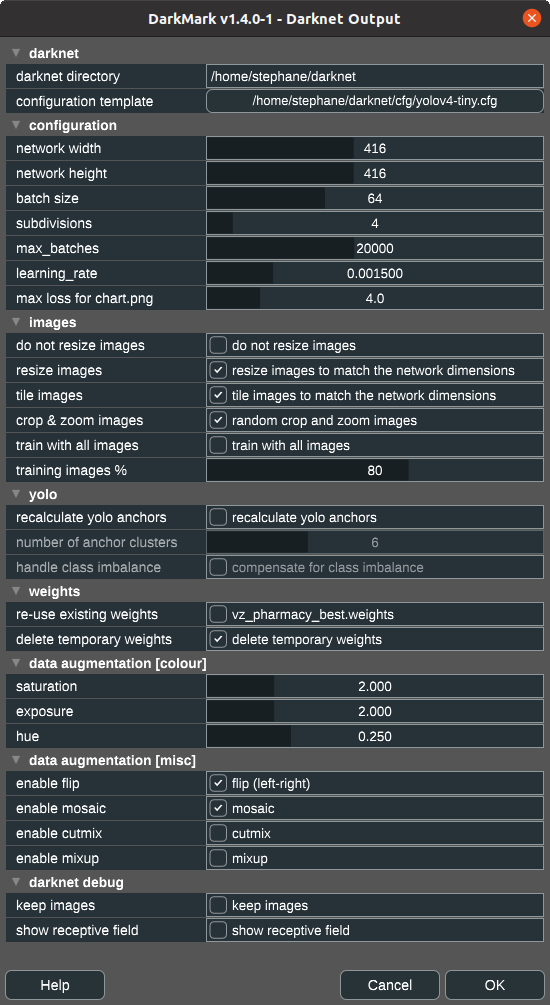 DarkMark v1.4.0-1 - Darknet Output
darknet
darknet directory /home/stephane/darknet
configuration template /home/stephane/darknet/cfg/yolov4-tiny.cfg
configuration
network width 416
network height 416
batch size 64
subdivisions 4
max_batches 20000
learning_rate 0.001500
max loss for chart.png 4.0
images
do not resize images do not resize images
resize images resize images to match the network dimensions
tile images tile images to match the network dimensions
crop & zoom images random crop and zoom images
train with all images train with all images
training images % 80
yolo
recalculate yolo anchors recalculate yolo anchors
number of anchor clusters 6
handle class imbalance compensate for class imbalance
weights
re-use existing weights vz_pharmacy_best.weights
delete temporary weights delete temporary weights
data augmentation [colour]
saturation 2.000
exposure 2.000
hue 0.250
data augmentation [misc]
enable flip flip (left-right)
enable mosaic mosaic
enable cutmix cutmix
enable mixup mixup
darknet debug
keep images keep images
show receptive field show receptive field
Help Cancel OK